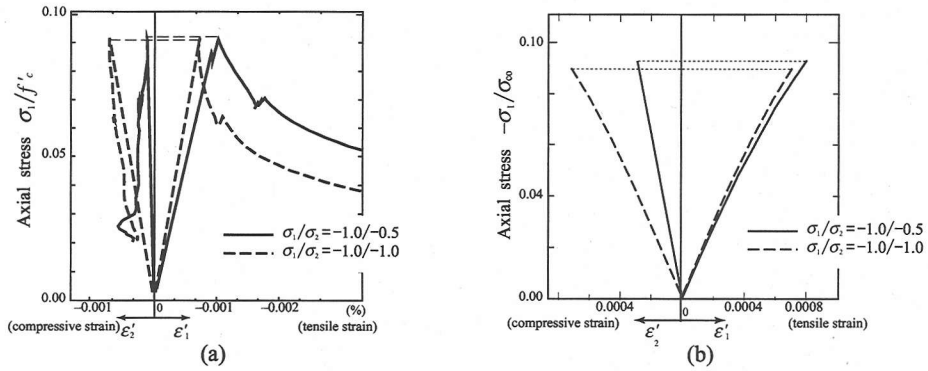 0.10
0.05
0.00
Axial stress σ₁/f′c
σ₁/σ₂=−1.0/−0.5
σ₁/σ₂=−1.0/−1.0
−0.001 0 −0.001 −0.002 (%)
(compressive strain) ε′₂ ε′₁ (tensile strain)
(a)
0.10
0.04
0.00
Axial stress −σ₁/σco
σ₁/σ₂=−1.0/−0.5
σ₁/σ₂=−1.0/−1.0
0.0004 0 0.0004 0.0008
(compressive strain) ε′₂ ε′₁ (tensile strain)
(b)